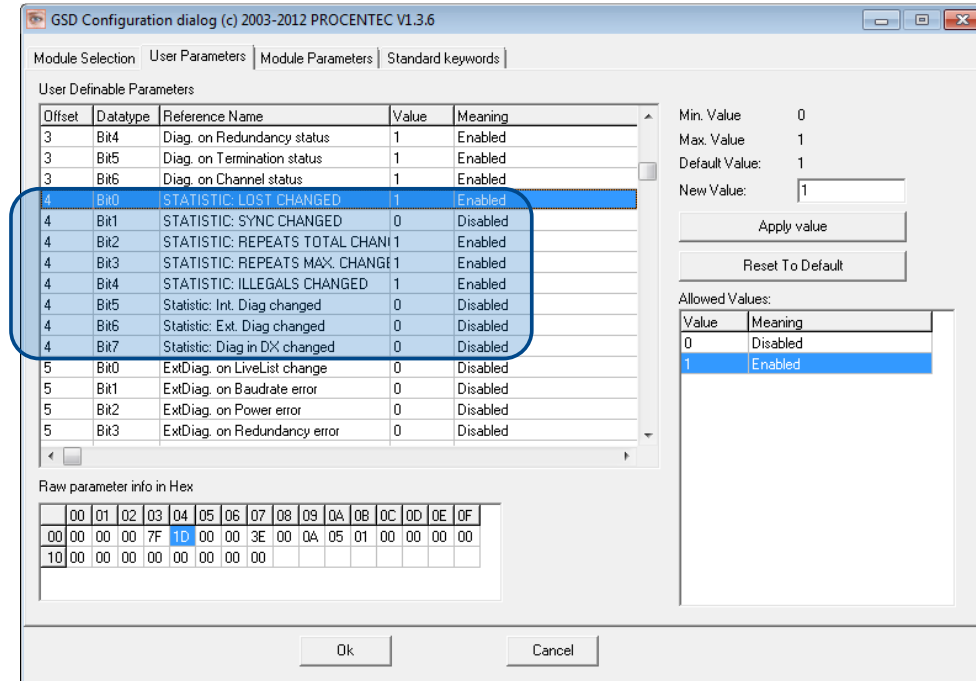 GSD Configuration dialog (c) 2003-2012 PROCENTEC V1.3.6
Module Selection User Parameters Module Parameters Standard keywords
User Definable Parameters
Offset Datatype Reference Name Value Meaning
3 Bit4 Diag. on Redundancy status 1 Enabled
3 Bit5 Diag. on Termination status 1 Enabled
3 Bit6 Diag. on Channel status 1 Enabled
4 Bit0 STATISTIC: LOST CHANGED 1 Enabled
4 Bit1 STATISTIC: SYNC CHANGED 0 Disabled
4 Bit2 STATISTIC: REPEATS TOTAL CHAN 1 Enabled
4 Bit3 STATISTIC: REPEATS MAX. CHANGE 1 Enabled
4 Bit4 STATISTIC: ILLEGALS CHANGED 1 Enabled
4 Bit5 Statistic: Int. Diag changed 0 Disabled
4 Bit6 Statistic: Ext. Diag changed 0 Disabled
4 Bit7 Statistic: Diag in DX changed 0 Disabled
5 Bit0 ExtDiag. on LiveList change 0 Disabled
5 Bit1 ExtDiag. on Baudrate error 0 Disabled
5 Bit2 ExtDiag. on Power error 0 Disabled
5 Bit3 ExtDiag. on Redundancy error 0 Disabled
Min. Value 0
Max. Value 1
Default Value: 1
New Value: 1
Apply value
Reset To Default
Allowed Values:
Value Meaning
0 Disabled
1 Enabled
Raw parameter info in Hex
00 01 02 03 04 05 06 07 08 09 0A 0B 0C 0D 0E 0F
00 00 00 00 7F 1D 00 00 3E 00 0A 05 01 00 00 00 00
10 00 00 00 00 00 00 00 00
Ok Cancel